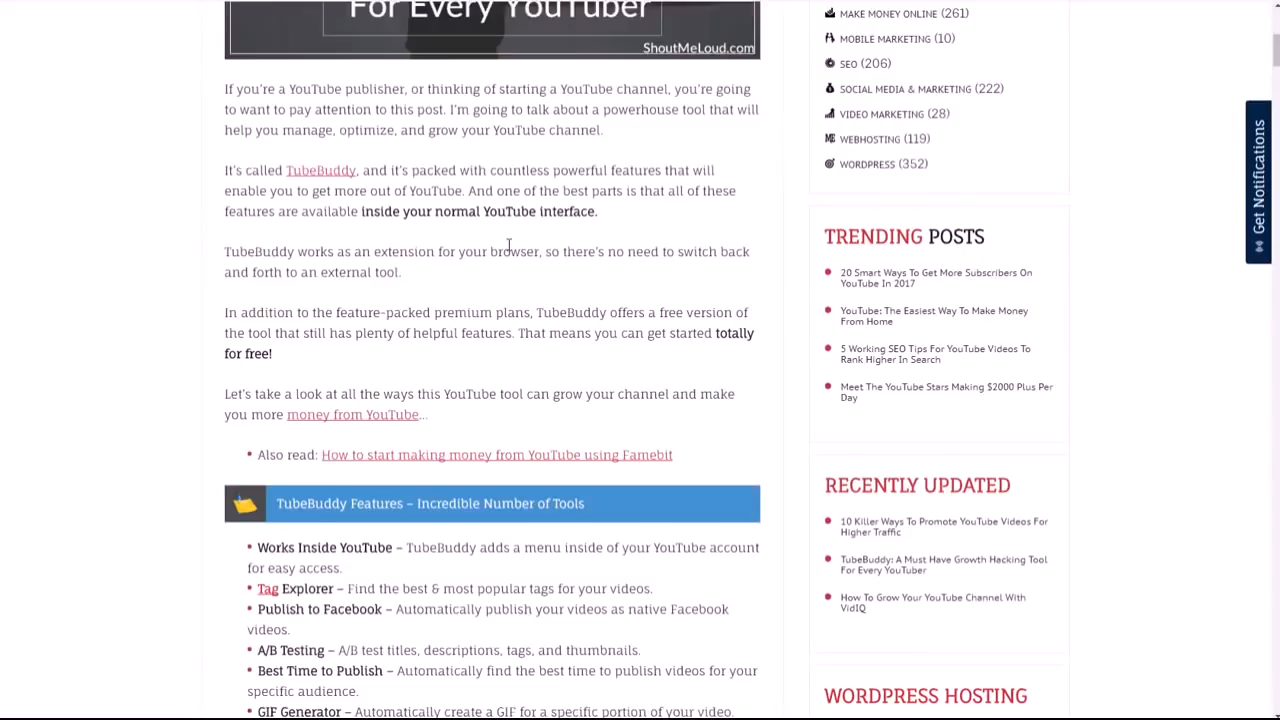 For Every YouTuber
ShoutMeLoud.com
If you're a YouTube publisher, or thinking of starting a YouTube channel, you're going
to want to pay attention to this post. I'm going to talk about a powerhouse tool that will
help you manage, optimize, and grow your YouTube channel.
It's called TubeBuddy, and it's packed with countless powerful features that will
enable you to get more out of YouTube. And one of the best parts is that all of these
features are available inside your normal YouTube interface.
TubeBuddy works as an extension for your browser, so there's no need to switch back
and forth to an external tool.
In addition to the feature-packed premium plans, TubeBuddy offers a free version of
the tool that still has plenty of helpful features. That means you can get started totally
for free!
Let's take a look at all the ways this YouTube tool can grow your channel and make
you more money from YouTube...
• Also read: How to start making money from YouTube using Famebit
TubeBuddy Features – Incredible Number of Tools
• Works Inside YouTube – TubeBuddy adds a menu inside of your YouTube account
for easy access.
• Tag Explorer – Find the best & most popular tags for your videos.
• Publish to Facebook – Automatically publish your videos as native Facebook
videos.
• A/B Testing – A/B test titles, descriptions, tags, and thumbnails.
• Best Time to Publish – Automatically find the best time to publish videos for your
specific audience.
• GIF Generator – Automatically create a GIF for a specific portion of your video.
MAKE MONEY ONLINE (261)
MOBILE MARKETING (10)
SEO (206)
SOCIAL MEDIA & MARKETING (222)
VIDEO MARKETING (28)
WEBHOSTING (119)
WORDPRESS (352)
TRENDING POSTS
• 20 Smart Ways To Get More Subscribers On
YouTube In 2017
• YouTube: The Easiest Way To Make Money
From Home
• 5 Working SEO Tips For YouTube Videos To
Rank Higher In Search
• Meet The YouTube Stars Making $2000 Plus Per
Day
RECENTLY UPDATED
• 10 Killer Ways To Promote YouTube Videos For
Higher Traffic
• TubeBuddy: A Must Have Growth Hacking Tool
For Every YouTuber
• How To Grow Your YouTube Channel With
VidIQ
WORDPRESS HOSTING
Get Notifications